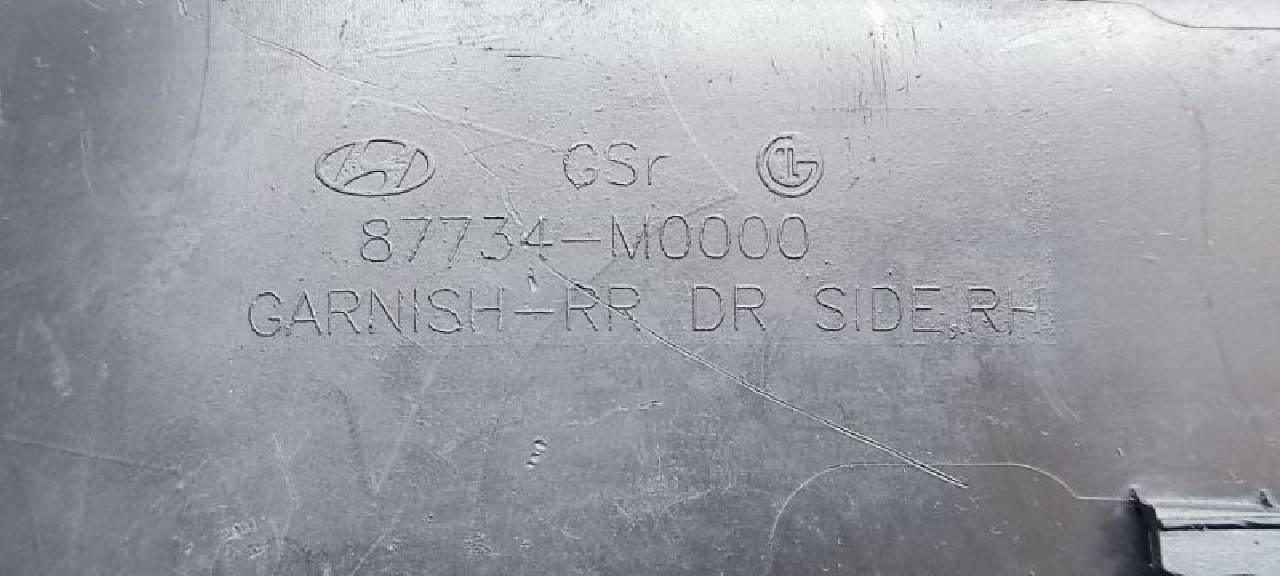 GSr
87734-M0000
GARNISH-RR DR SIDE,RH